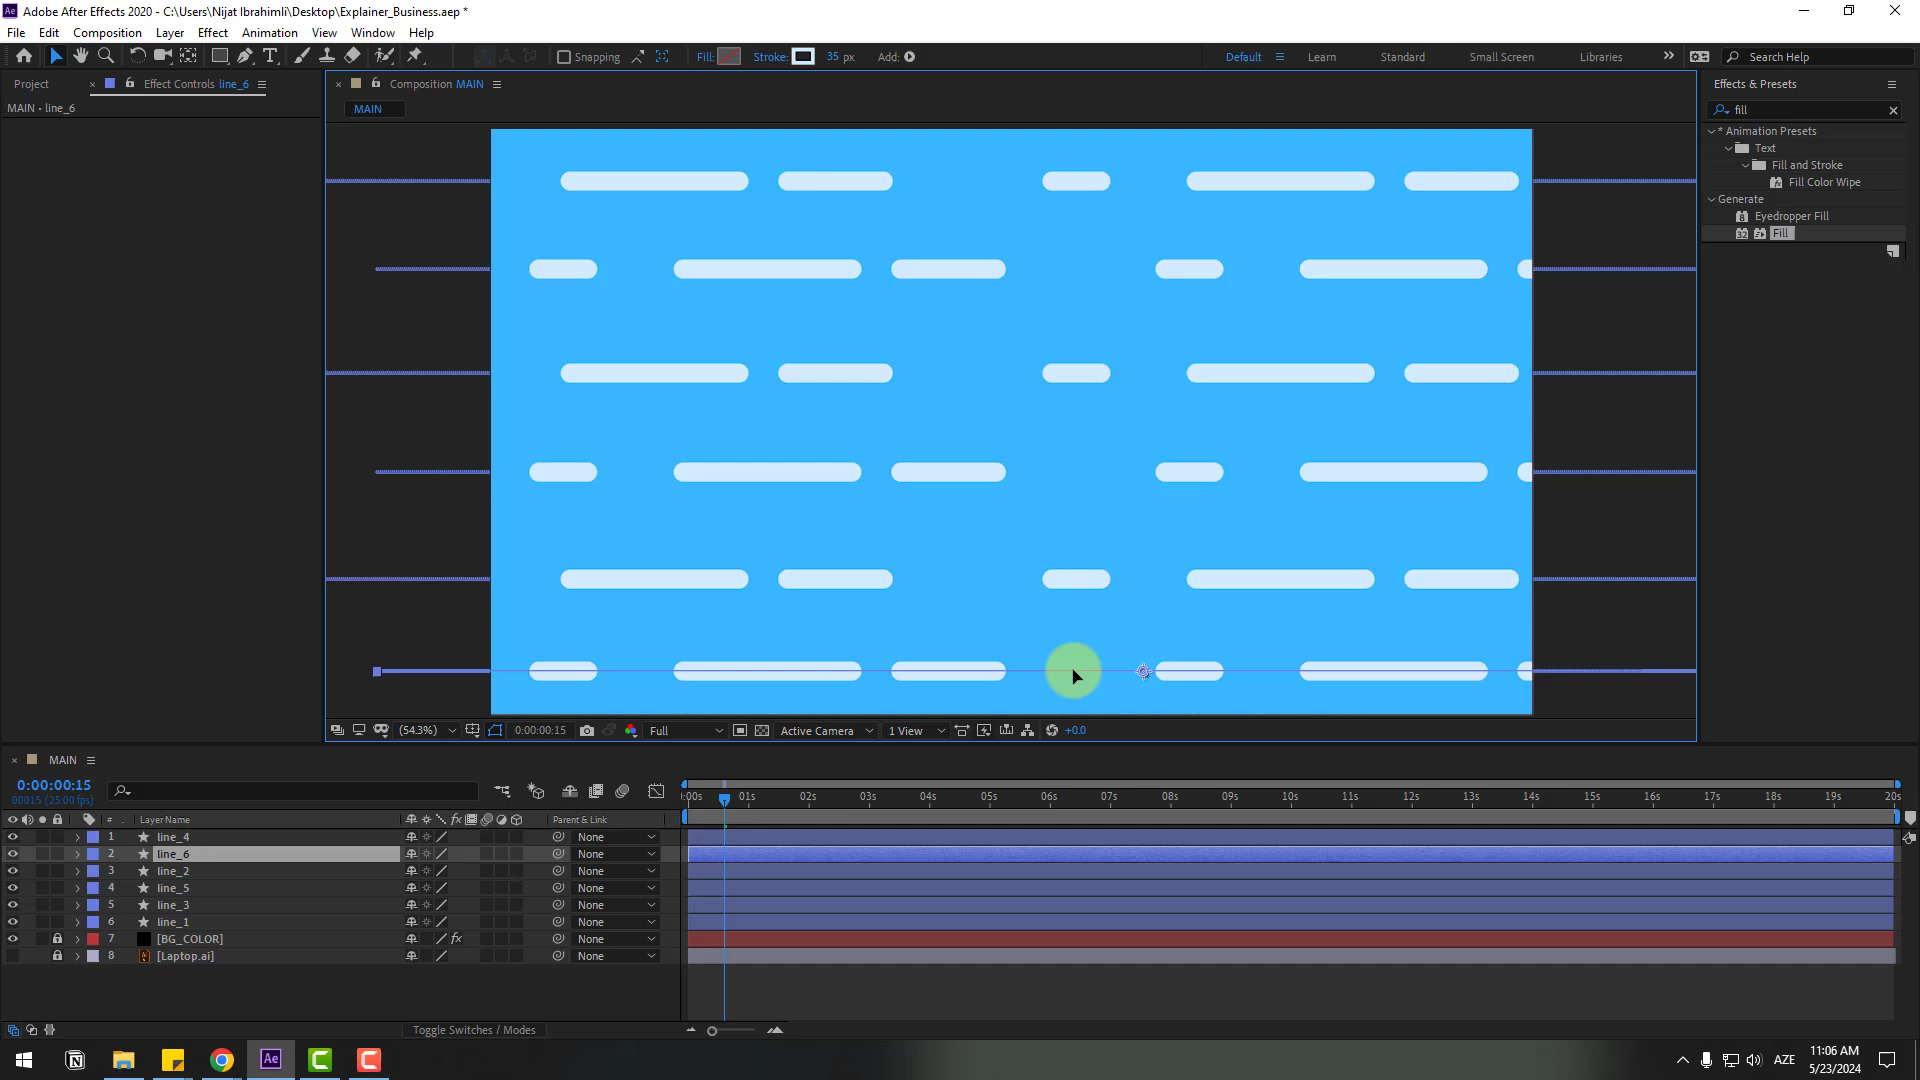 Adobe After Effects 2020 - C:\Users\Nijat Ibrahimli\Desktop\Explainer_Business.aep *
File Edit Composition Layer Effect Animation View Window Help
Snapping Fill: Stroke: 35 px Add: Default Learn Standard Small Screen Libraries Search Help
Project Effect Controls line_6 Composition MAIN Effects & Presets
MAIN • line_6 MAIN fill
* Animation Presets
Text
Fill and Stroke
Fill Color Wipe
Generate
Eyedropper Fill
Fill
(54.3%) 0:00:00:15 Full Active Camera 1 View +0.0
MAIN
0:00:00:15
00015 (25.00 fps)
:00s 01s 02s 03s 04s 05s 06s 07s 08s 09s 10s 11s 12s 13s 14s 15s 16s 17s 18s 19s 20s
# Layer Name Parent & Link
1 line_4 None
2 line_6 None
3 line_2 None
4 line_5 None
5 line_3 None
6 line_1 None
7 [BG_COLOR] None
8 [Laptop.ai] None
Toggle Switches / Modes
AZE 11:06 AM
5/23/2024